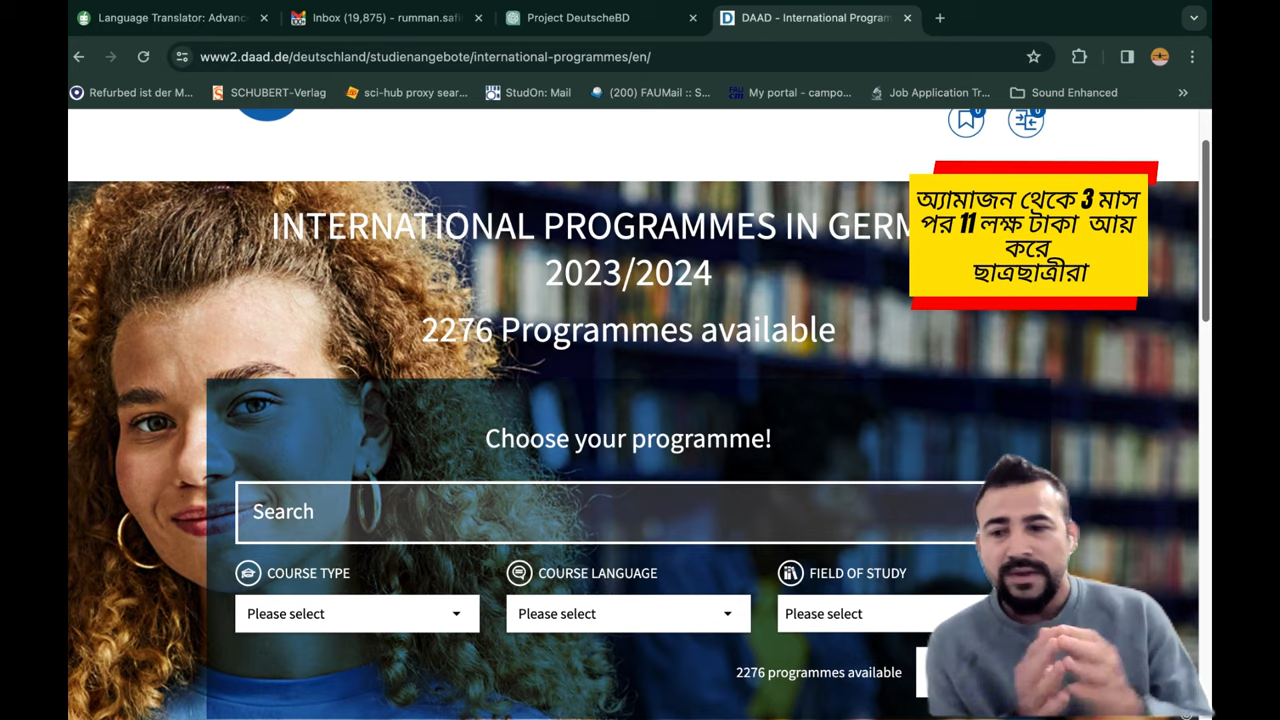 Language Translator: Advanc
Inbox (19,875) - rumman.safi
Project DeutscheBD
DAAD - International Program
www2.daad.de/deutschland/studienangebote/international-programmes/en/
Refurbed ist der M...
SCHUBERT-Verlag
sci-hub proxy sear...
StudOn: Mail
(200) FAUMail :: S...
My portal - campo...
Job Application Tr...
Sound Enhanced
INTERNATIONAL PROGRAMMES IN GERM
2023/2024
2276 Programmes available
অ্যামাজন থেকে 3 মাস
পর 11 লক্ষ টাকা আয়
করে
ছাত্রছাত্রীরা
Choose your programme!
Search
COURSE TYPE
COURSE LANGUAGE
FIELD OF STUDY
Please select
Please select
Please select
2276 programmes available